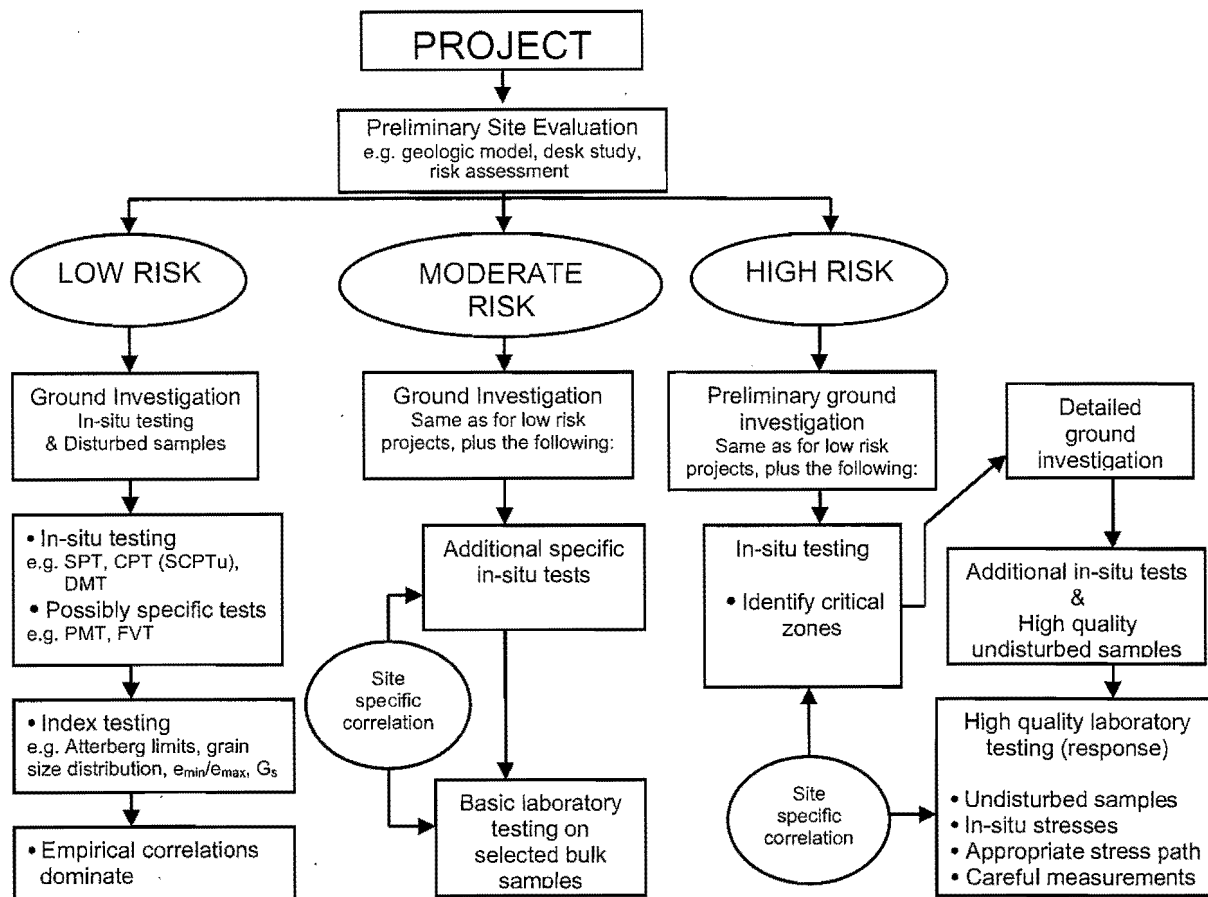 PROJECT
Preliminary Site Evaluation
e.g. geologic model, desk study,
risk assessment
LOW RISK
MODERATE
RISK
HIGH RISK
Ground Investigation
In-situ testing
& Disturbed samples
• In-situ testing
e.g. SPT, CPT (SCPTu),
DMT
• Possibly specific tests
e.g. PMT, FVT
• Index testing
e.g. Atterberg limits, grain
size distribution, emin/emax, Gs
• Empirical correlations
dominate
Ground Investigation
Same as for low risk
projects, plus the following:
Additional specific
in-situ tests
Site
specific
correlation
Basic laboratory
testing on
selected bulk
samples
Preliminary ground
investigation
Same as for low risk
projects, plus the following:
In-situ testing
• Identify critical
zones
Detailed
ground
investigation
Additional in-situ tests
&
High quality
undisturbed samples
Site
specific
correlation
High quality laboratory
testing (response)
• Undisturbed samples
• In-situ stresses
• Appropriate stress path
• Careful measurements